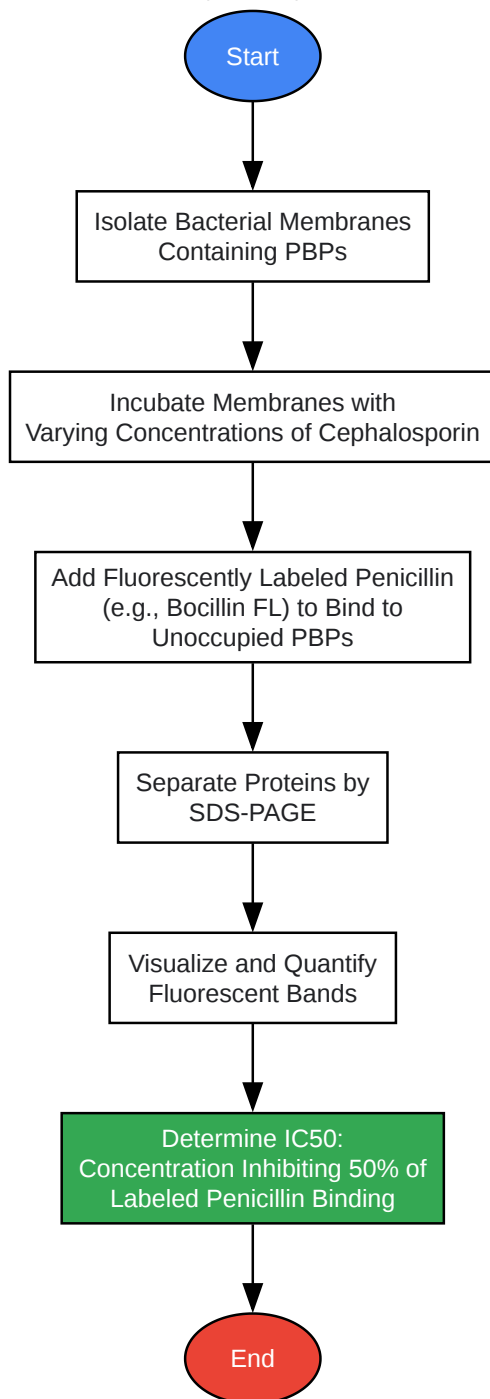 Start
Isolate Bacterial Membranes
Containing PBPs
Incubate Membranes with
Varying Concentrations of Cephalosporin
Add Fluorescently Labeled Penicillin
(e.g., Bocillin FL) to Bind to
Unoccupied PBPs
Separate Proteins by
SDS-PAGE
Visualize and Quantify
Fluorescent Bands
Determine IC50:
Concentration Inhibiting 50% of
Labeled Penicillin Binding
End